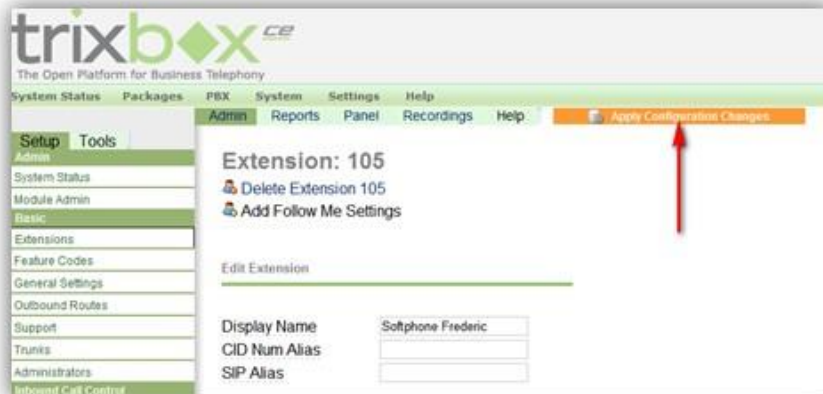 trixbox ce
The Open Platform for Business Telephony
System Status Packages PBX System Settings Help
Admin Reports Panel Recordings Help Apply Configuration Changes
Setup Tools
Admin
System Status
Module Admin
Basic
Extensions
Feature Codes
General Settings
Outbound Routes
Support
Trunks
Administrators
Inbound Call Control
Extension: 105
Delete Extension 105
Add Follow Me Settings
Edit Extension
Display Name Softphone Frederic
CID Num Alias
SIP Alias